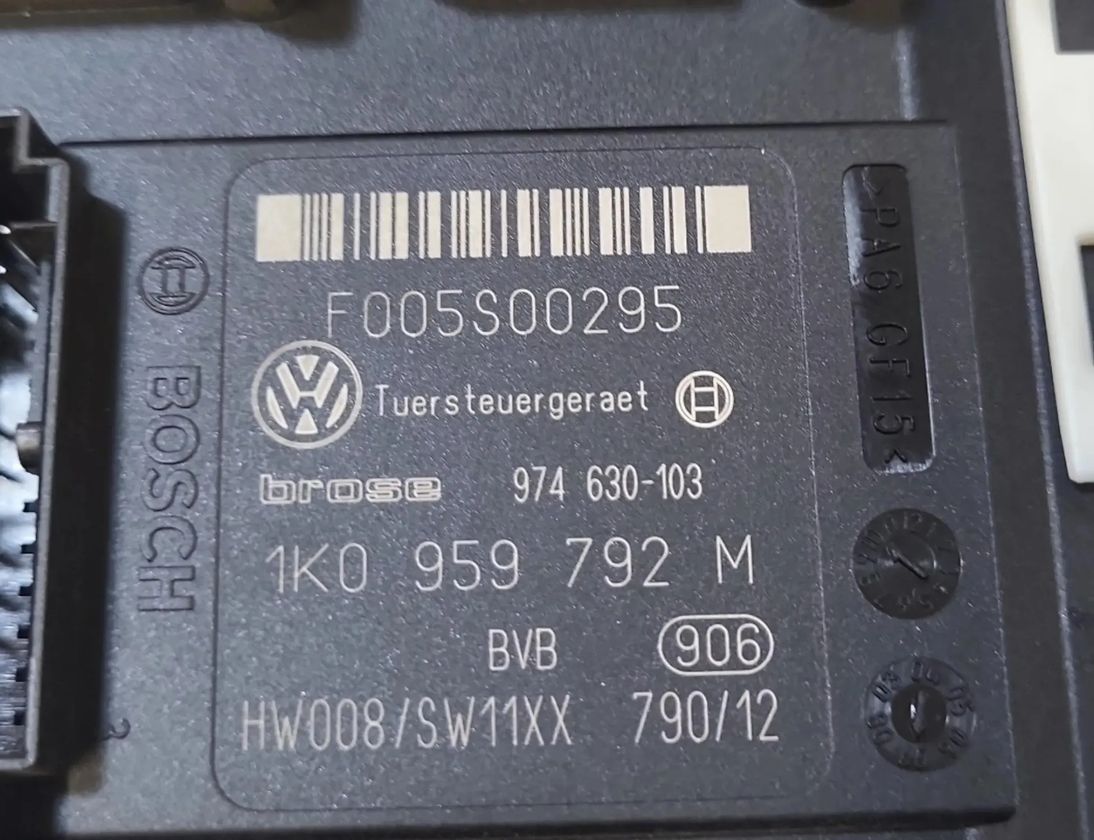 F005S00295
Tuersteuergeraet
brose 974 630-103
1K0 959 792 M
BVB 906
HW008/SW11XX 790/12
BOSCH
>PA6 GF15<